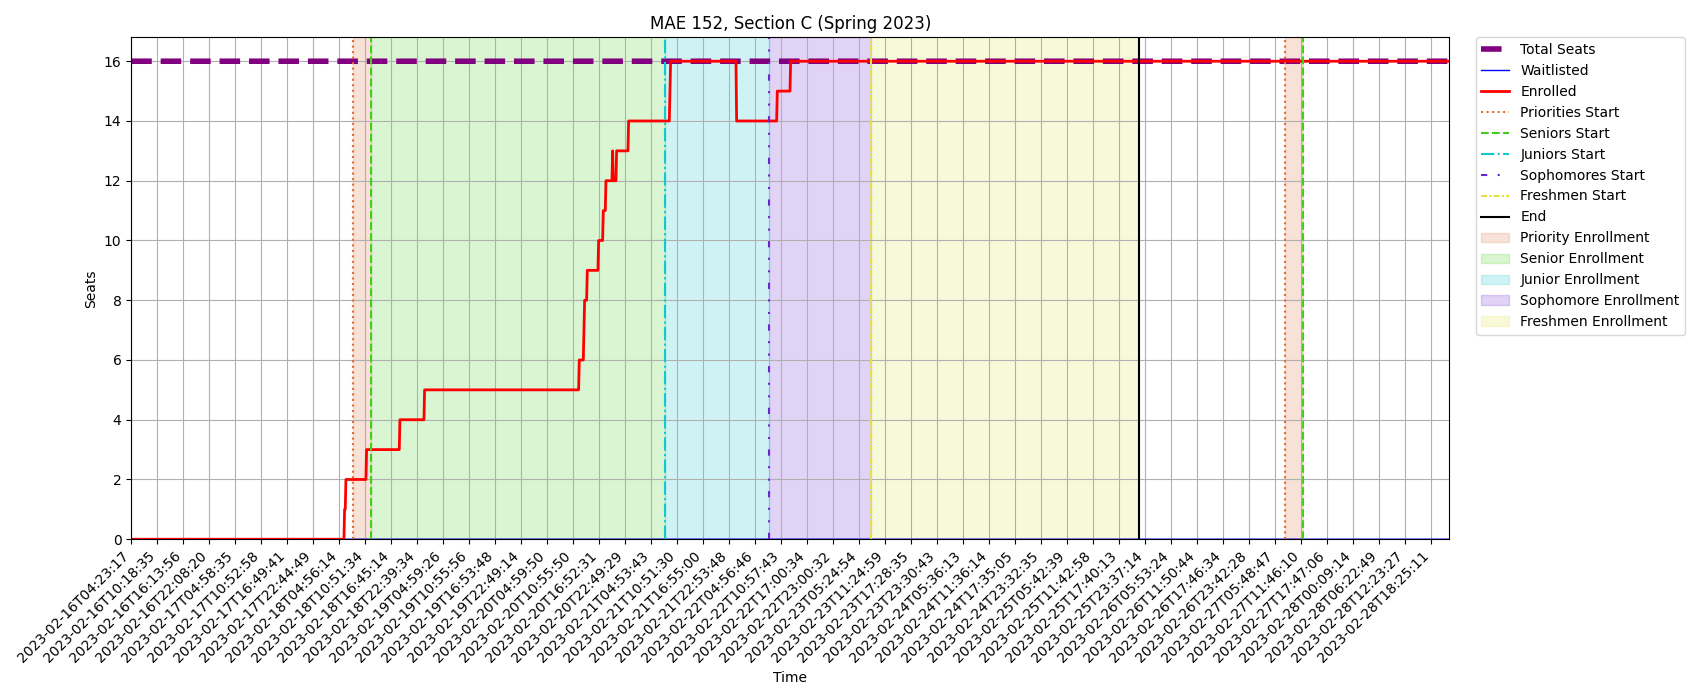 MAE 152, Section C (Spring 2023)
Seats
16
14
12
10
8
6
4
2
0
2023-02-16T04:23:17
2023-02-16T10:18:35
2023-02-16T16:13:56
2023-02-16T22:08:20
2023-02-17T04:58:35
2023-02-17T10:52:58
2023-02-17T16:49:41
2023-02-17T22:44:49
2023-02-18T04:56:14
2023-02-18T10:51:34
2023-02-18T16:45:14
2023-02-18T22:39:34
2023-02-19T04:59:26
2023-02-19T10:55:56
2023-02-19T16:53:48
2023-02-19T22:49:14
2023-02-20T04:59:50
2023-02-20T10:55:50
2023-02-20T16:52:31
2023-02-20T22:49:29
2023-02-21T04:53:43
2023-02-21T10:51:30
2023-02-21T16:55:00
2023-02-21T22:53:48
2023-02-22T04:56:46
2023-02-22T10:57:43
2023-02-22T17:00:34
2023-02-22T23:00:32
2023-02-23T05:24:54
2023-02-23T11:24:59
2023-02-23T17:28:35
2023-02-23T23:30:43
2023-02-24T05:36:13
2023-02-24T11:36:14
2023-02-24T17:35:05
2023-02-24T23:32:35
2023-02-25T05:42:39
2023-02-25T11:42:58
2023-02-25T17:40:13
2023-02-25T23:37:14
2023-02-26T05:53:24
2023-02-26T11:50:44
2023-02-26T17:46:34
2023-02-26T23:42:28
2023-02-27T05:48:47
2023-02-27T11:46:10
2023-02-27T17:47:06
2023-02-28T00:09:14
2023-02-28T06:22:49
2023-02-28T12:23:27
2023-02-28T18:25:11
Time
Total Seats
Waitlisted
Enrolled
Priorities Start
Seniors Start
Juniors Start
Sophomores Start
Freshmen Start
End
Priority Enrollment
Senior Enrollment
Junior Enrollment
Sophomore Enrollment
Freshmen Enrollment